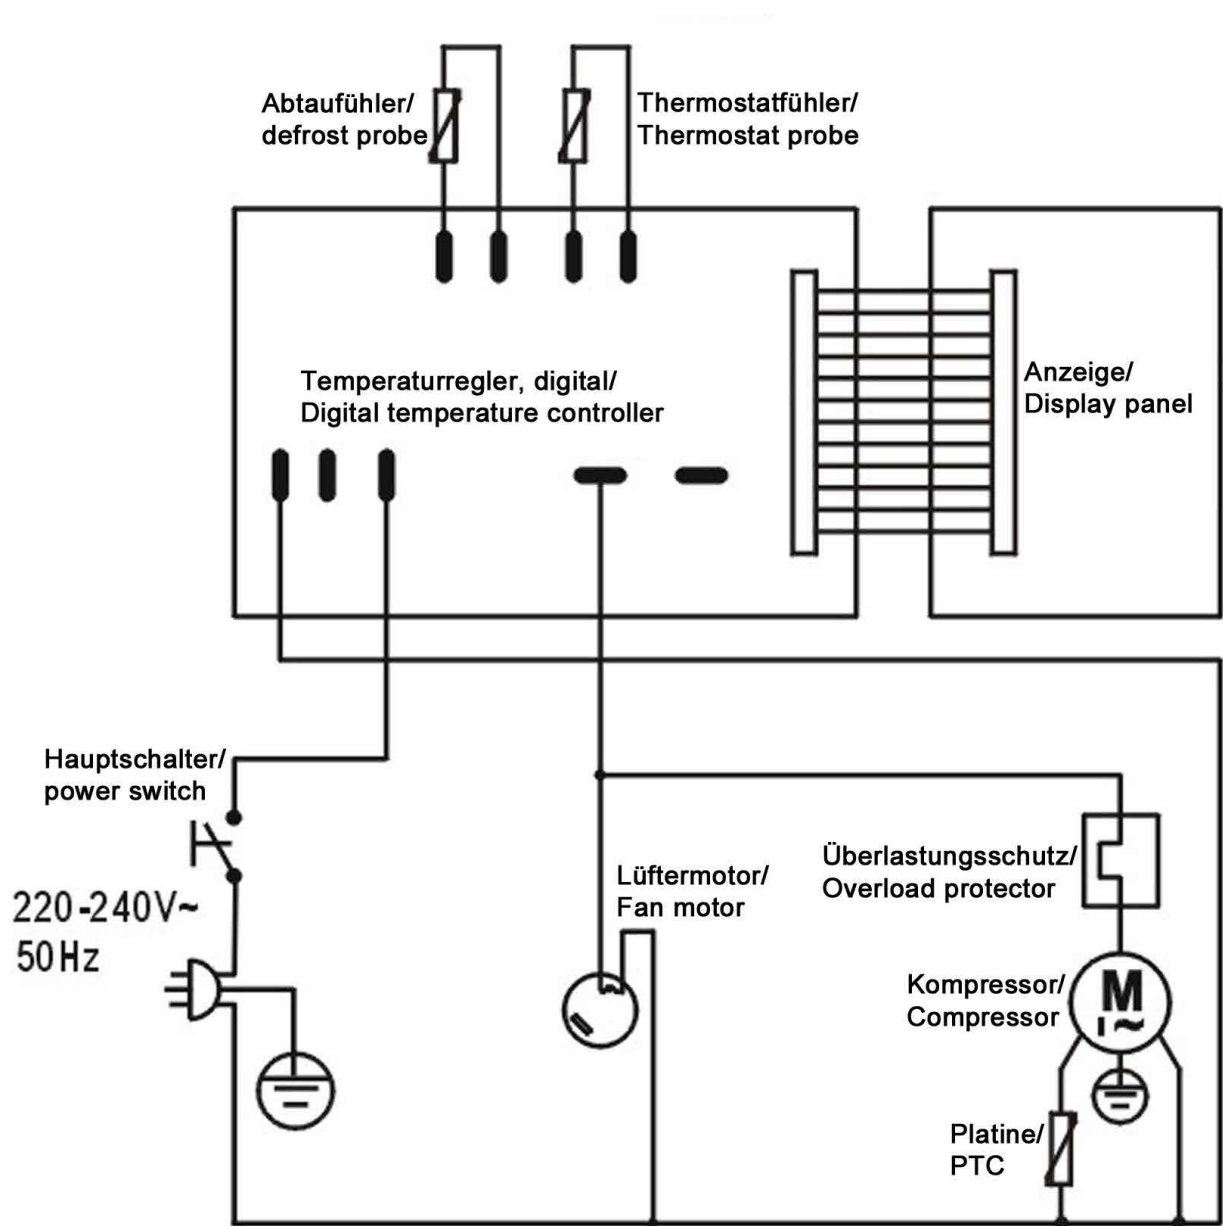 Abtaufühler/
defrost probe
Thermostatfühler/
Thermostat probe
Temperaturregler, digital/
Digital temperature controller
Anzeige/
Display panel
Hauptschalter/
power switch
220-240V~
50Hz
Lüftermotor/
Fan motor
Überlastungsschutz/
Overload protector
Kompressor/
Compressor
M
1~
Platine/
PTC